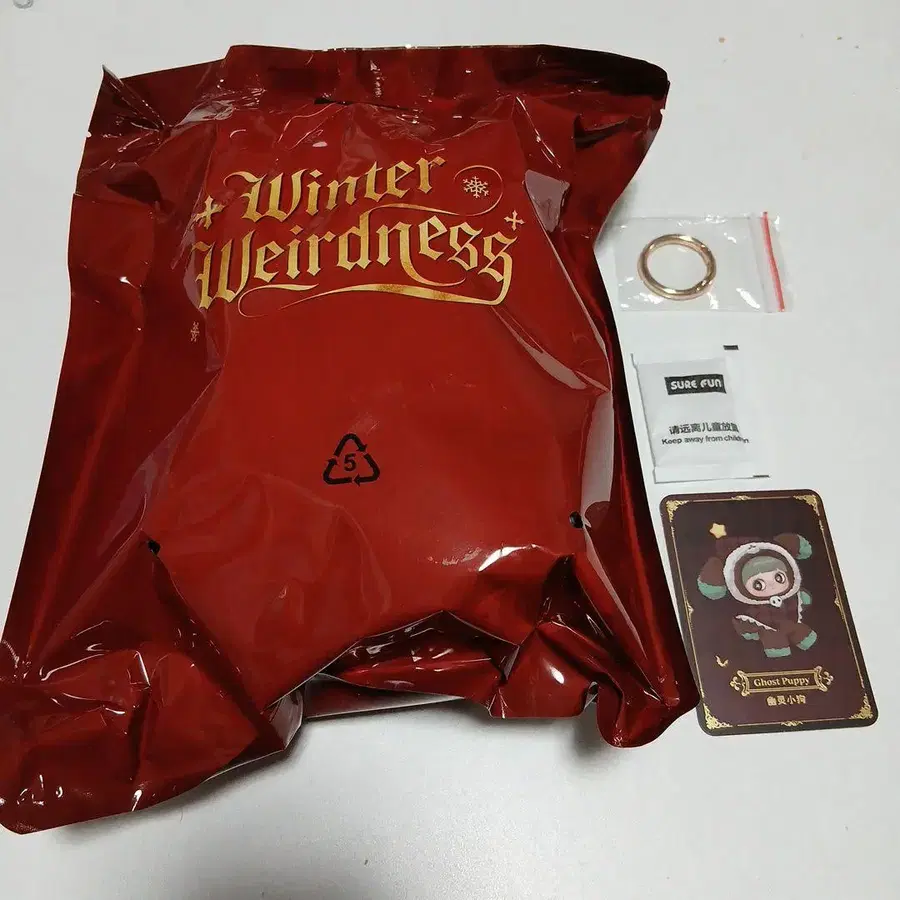 Winter
Weirdness
5
SURE FUN
请远离儿童放置
Keep away from children
Ghost Puppy
幽灵小狗